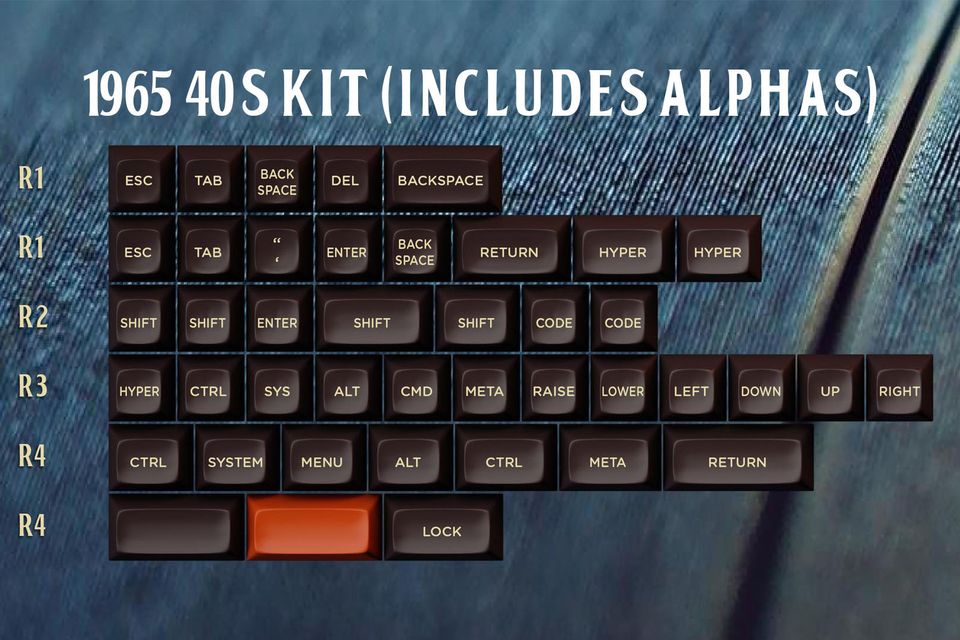 1965 40S KIT (INCLUDES ALPHAS)
R1 ESC TAB BACK SPACE DEL BACKSPACE
R1 ESC TAB “ ‘ ENTER BACK SPACE RETURN HYPER HYPER
R2 SHIFT SHIFT ENTER SHIFT SHIFT CODE CODE
R3 HYPER CTRL SYS ALT CMD META RAISE LOWER LEFT DOWN UP RIGHT
R4 CTRL SYSTEM MENU ALT CTRL META RETURN
R4 LOCK